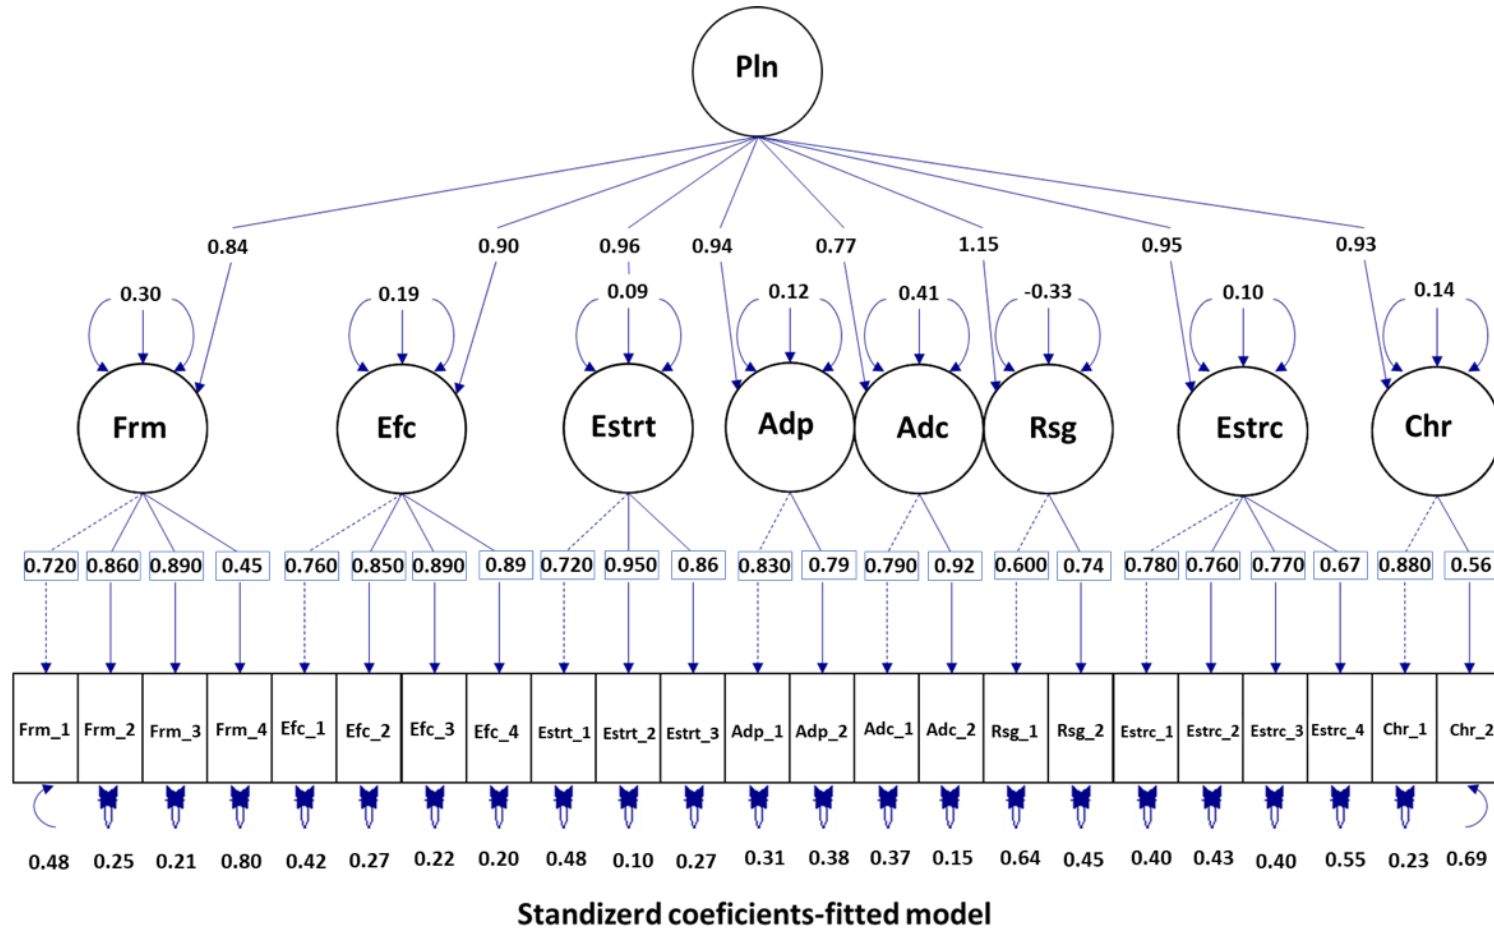 Pln
0.84 0.90 0.96 0.94 0.77 1.15 0.95 0.93
0.30 0.19 0.09 0.12 0.41 -0.33 0.10 0.14
Frm Efc Estrt Adp Adc Rsg Estrc Chr
0.720 0.860 0.890 0.45 0.760 0.850 0.890 0.89 0.720 0.950 0.86 0.830 0.79 0.790 0.92 0.600 0.74 0.780 0.760 0.770 0.67 0.880 0.56
Frm_1 Frm_2 Frm_3 Frm_4 Efc_1 Efc_2 Efc_3 Efc_4 Estrt_1 Estrt_2 Estrt_3 Adp_1 Adp_2 Adc_1 Adc_2 Rsg_1 Rsg_2 Estrc_1 Estrc_2 Estrc_3 Estrc_4 Chr_1 Chr_2
0.48 0.25 0.21 0.80 0.42 0.27 0.22 0.20 0.48 0.10 0.27 0.31 0.38 0.37 0.15 0.64 0.45 0.40 0.43 0.40 0.55 0.23 0.69
Standizerd coeficients-fitted model